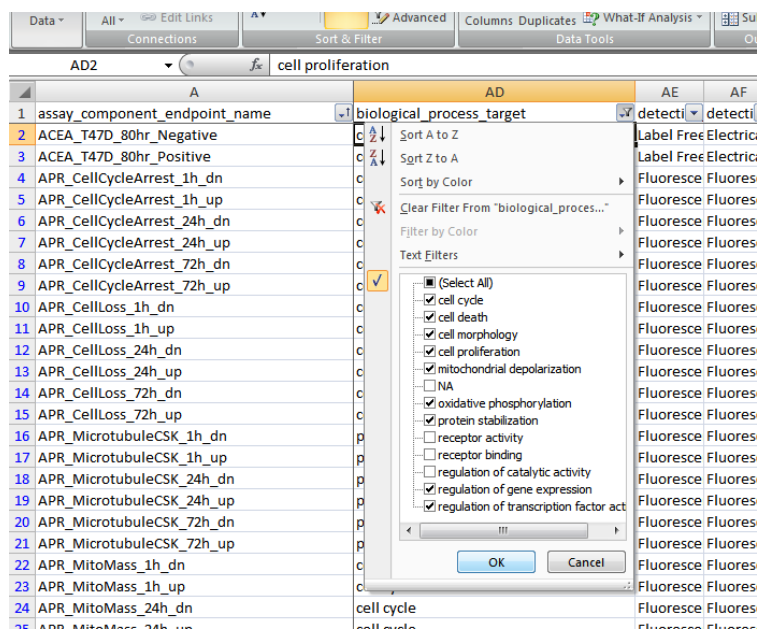 Data All Edit Links Advanced Columns Duplicates What-If Analysis
Connections Sort & Filter Data Tools
AD2 fx cell proliferation
A AD AE AF
1 assay_component_endpoint_name biological_process_target detecti detecti
2 ACEA_T47D_80hr_Negative c Label Free Electrica
3 ACEA_T47D_80hr_Positive c Label Free Electrica
4 APR_CellCycleArrest_1h_dn c Fluoresce Fluores
5 APR_CellCycleArrest_1h_up c Fluoresce Fluores
6 APR_CellCycleArrest_24h_dn c Fluoresce Fluores
7 APR_CellCycleArrest_24h_up c Fluoresce Fluores
8 APR_CellCycleArrest_72h_dn c Fluoresce Fluores
9 APR_CellCycleArrest_72h_up c Fluoresce Fluores
10 APR_CellLoss_1h_dn c Fluoresce Fluores
11 APR_CellLoss_1h_up c Fluoresce Fluores
12 APR_CellLoss_24h_dn c Fluoresce Fluores
13 APR_CellLoss_24h_up c Fluoresce Fluores
14 APR_CellLoss_72h_dn c Fluoresce Fluores
15 APR_CellLoss_72h_up c Fluoresce Fluores
16 APR_MicrotubuleCSK_1h_dn p Fluoresce Fluores
17 APR_MicrotubuleCSK_1h_up p Fluoresce Fluores
18 APR_MicrotubuleCSK_24h_dn p Fluoresce Fluores
19 APR_MicrotubuleCSK_24h_up p Fluoresce Fluores
20 APR_MicrotubuleCSK_72h_dn p Fluoresce Fluores
21 APR_MicrotubuleCSK_72h_up p Fluoresce Fluores
22 APR_MitoMass_1h_dn c Fluoresce Fluores
23 APR_MitoMass_1h_up Fluoresce Fluores
24 APR_MitoMass_24h_dn cell cycle Fluoresce Fluores
25 APR_MitoMass_24h_up cell cycle Fluoresce Fluores
Sort A to Z
Sort Z to A
Sort by Color
Clear Filter From "biological_proces..."
Filter by Color
Text Filters
(Select All)
cell cycle
cell death
cell morphology
cell proliferation
mitochondrial depolarization
NA
oxidative phosphorylation
protein stabilization
receptor activity
receptor binding
regulation of catalytic activity
regulation of gene expression
regulation of transcription factor act
OK Cancel